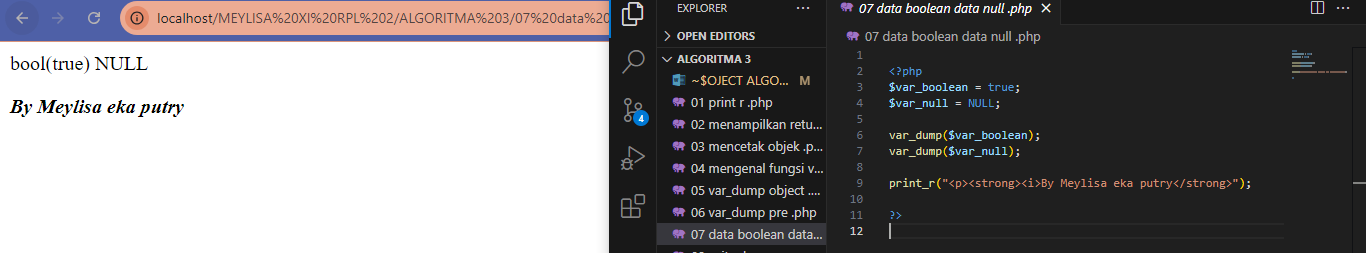 localhost/MEYLISA%20XI%20RPL%202/ALGORITMA%203/07%20data%20
bool(true) NULL
By Meylisa eka putry
EXPLORER
OPEN EDITORS
ALGORITMA 3
~$OJECT ALGO... M
01 print r .php
02 menampilkan retu...
03 mencetak objek .p...
04 mengenal fungsi v...
05 var_dump object ....
06 var_dump pre .php
07 data boolean data...
4
07 data boolean data null .php
07 data boolean data null .php
1
2 <?php
3 $var_boolean = true;
4 $var_null = NULL;
5
6 var_dump($var_boolean);
7 var_dump($var_null);
8
9 print_r("<p><strong><i>By Meylisa eka putry</strong>");
10
11 ?>
12